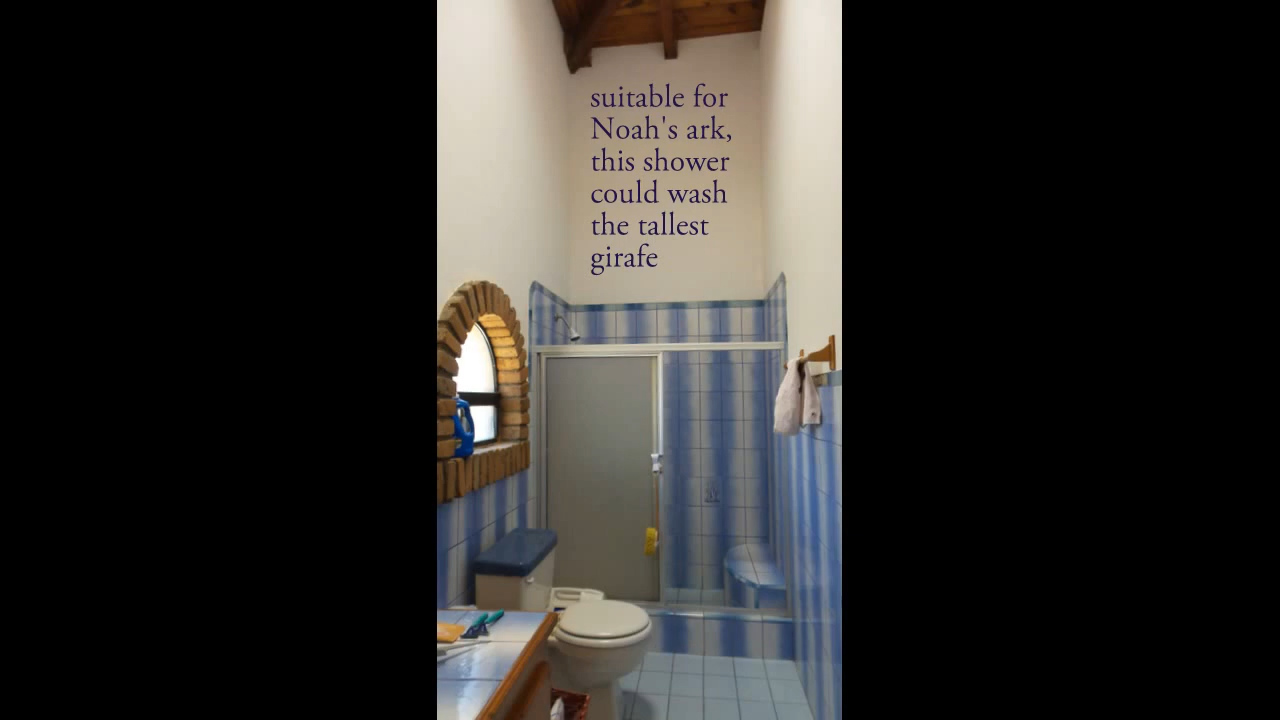 suitable for
Noah's ark,
this shower
could wash
the tallest
girafe